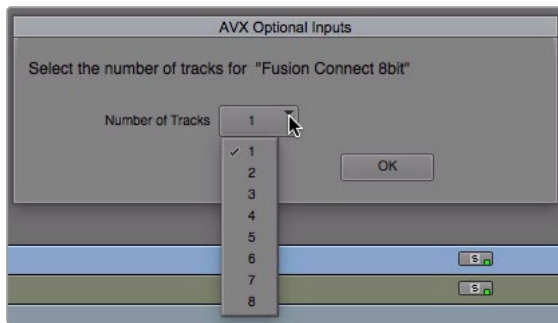 AVX Optional Inputs
Select the number of tracks for "Fusion Connect 8bit"
Number of Tracks 1
✓ 1
2
3
4
5
6
7
8
OK
S
S